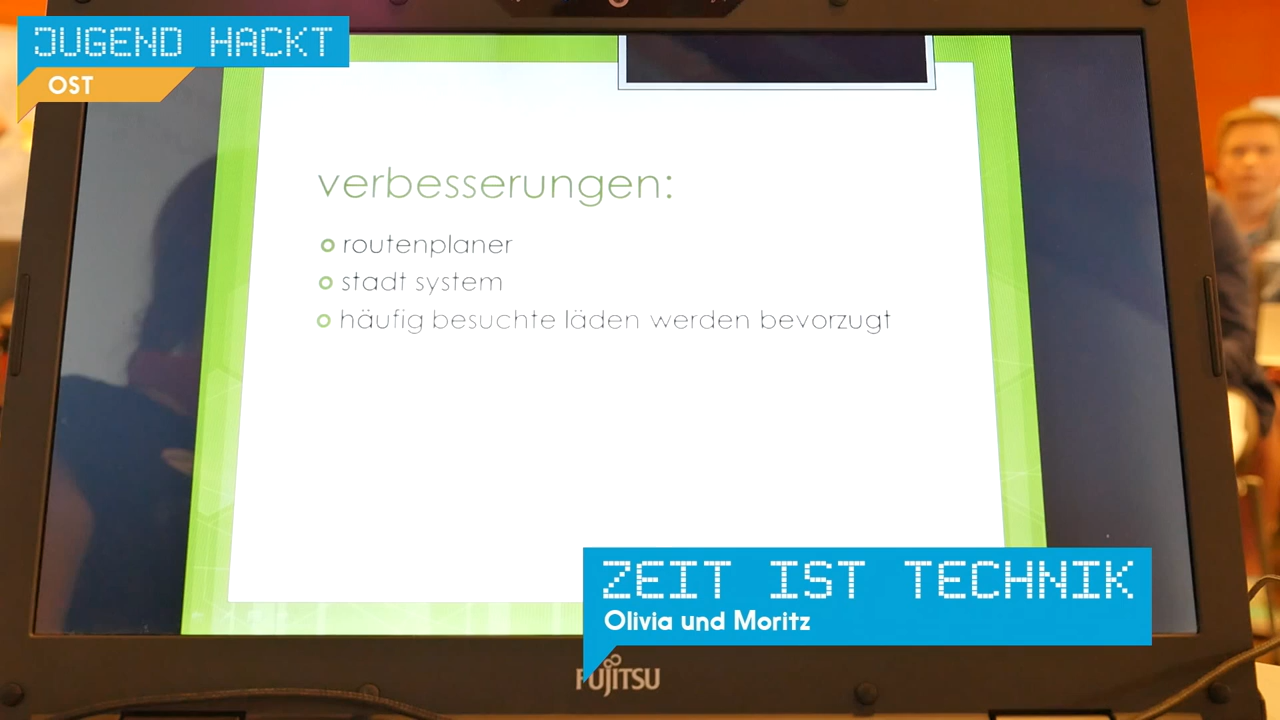 JUGEND HACKT
OST
verbesserungen:
routenplaner
stadt system
häufig besuchte läden werden bevorzugt
ZEIT IST TECHNIK
Olivia und Moritz
FUJITSU